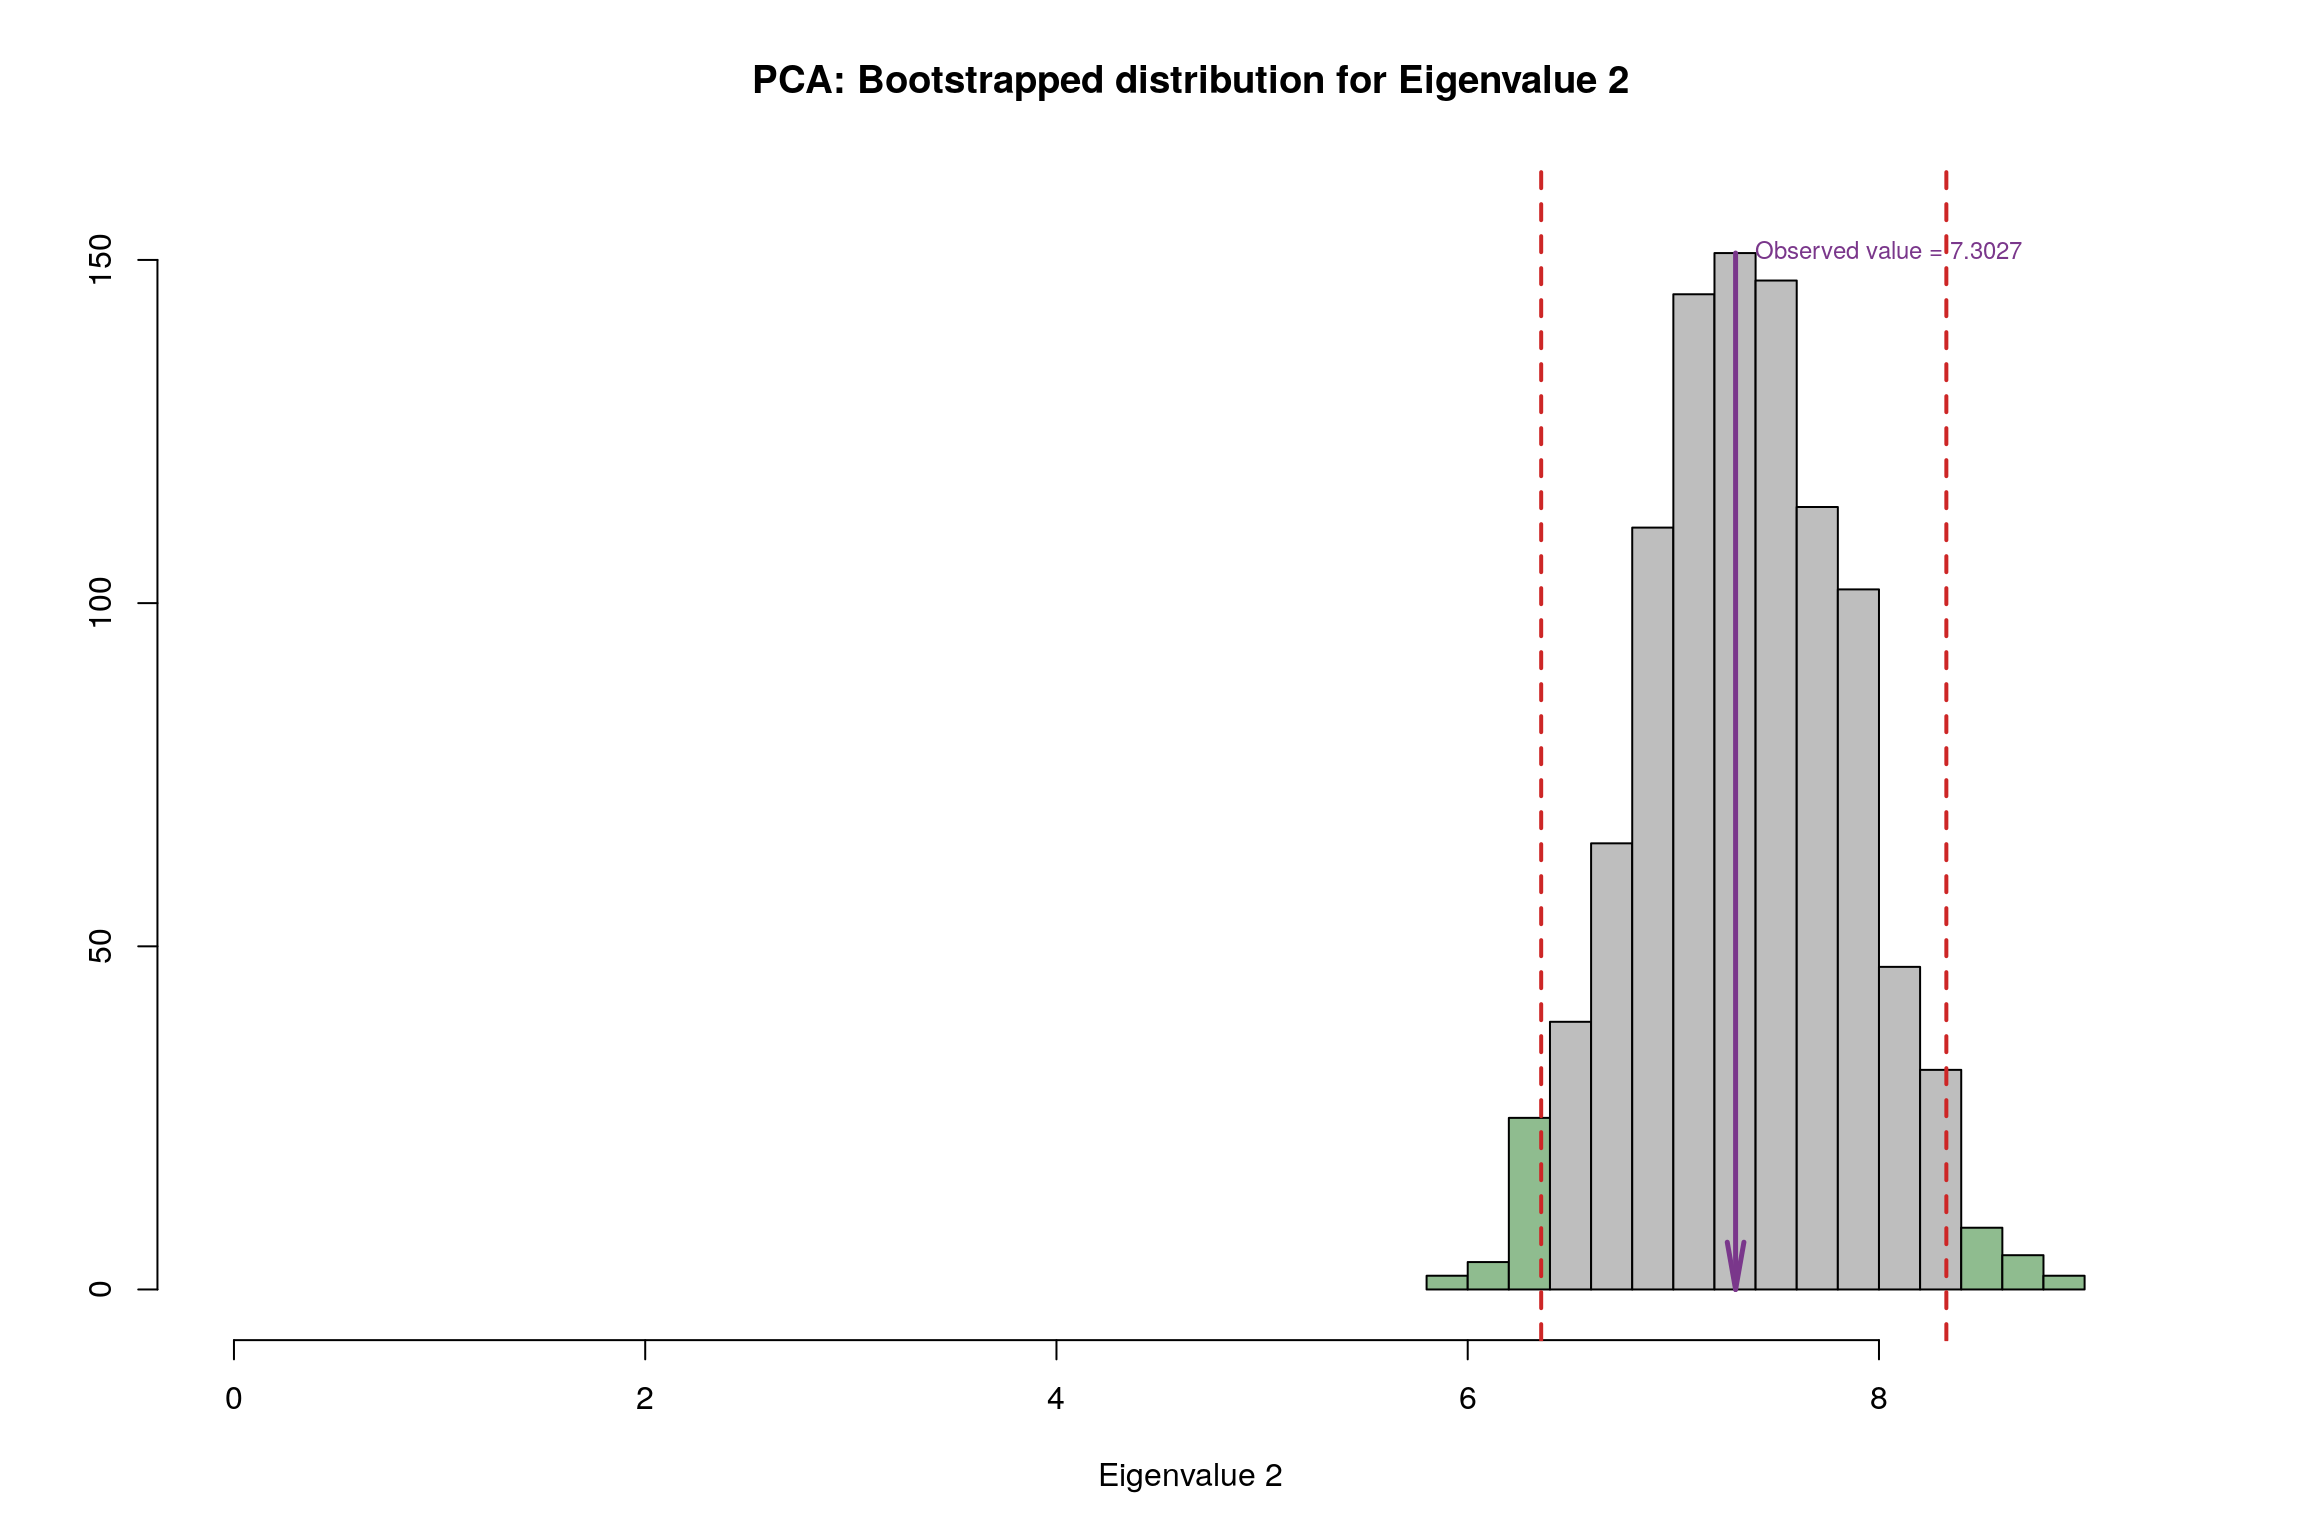 PCA: Bootstrapped distribution for Eigenvalue 2
Observed value = 7.3027
150
100
50
0
0 2 4 6 8
Eigenvalue 2